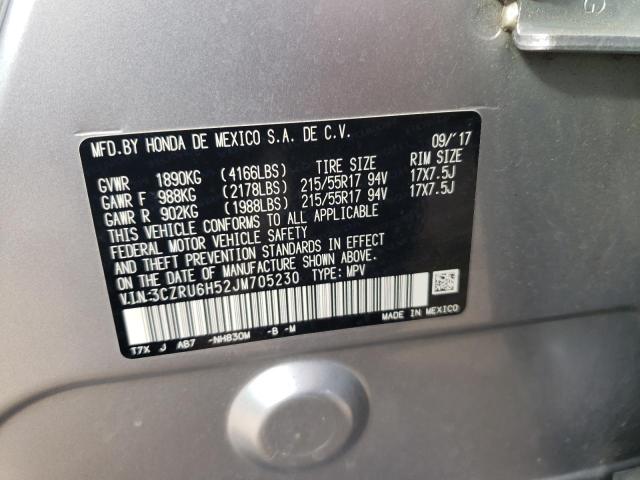 MFD.BY HONDA DE MEXICO S.A. DE C.V. 09/'17
TIRE SIZE RIM SIZE
GVWR 1890KG (4166LBS)
GAWR F 988KG (2178LBS) 215/55R17 94V 17X7.5J
GAWR R 902KG (1988LBS) 215/55R17 94V 17X7.5J
THIS VEHICLE CONFORMS TO ALL APPLICABLE
FEDERAL MOTOR VEHICLE SAFETY
AND THEFT PREVENTION STANDARDS IN EFFECT
ON THE DATE OF MANUFACTURE SHOWN ABOVE.
V.I.N:3CZRU6H52JM705230 TYPE: MPV
MADE IN MEXICO
T7X J AB7 -NH830M -B -M